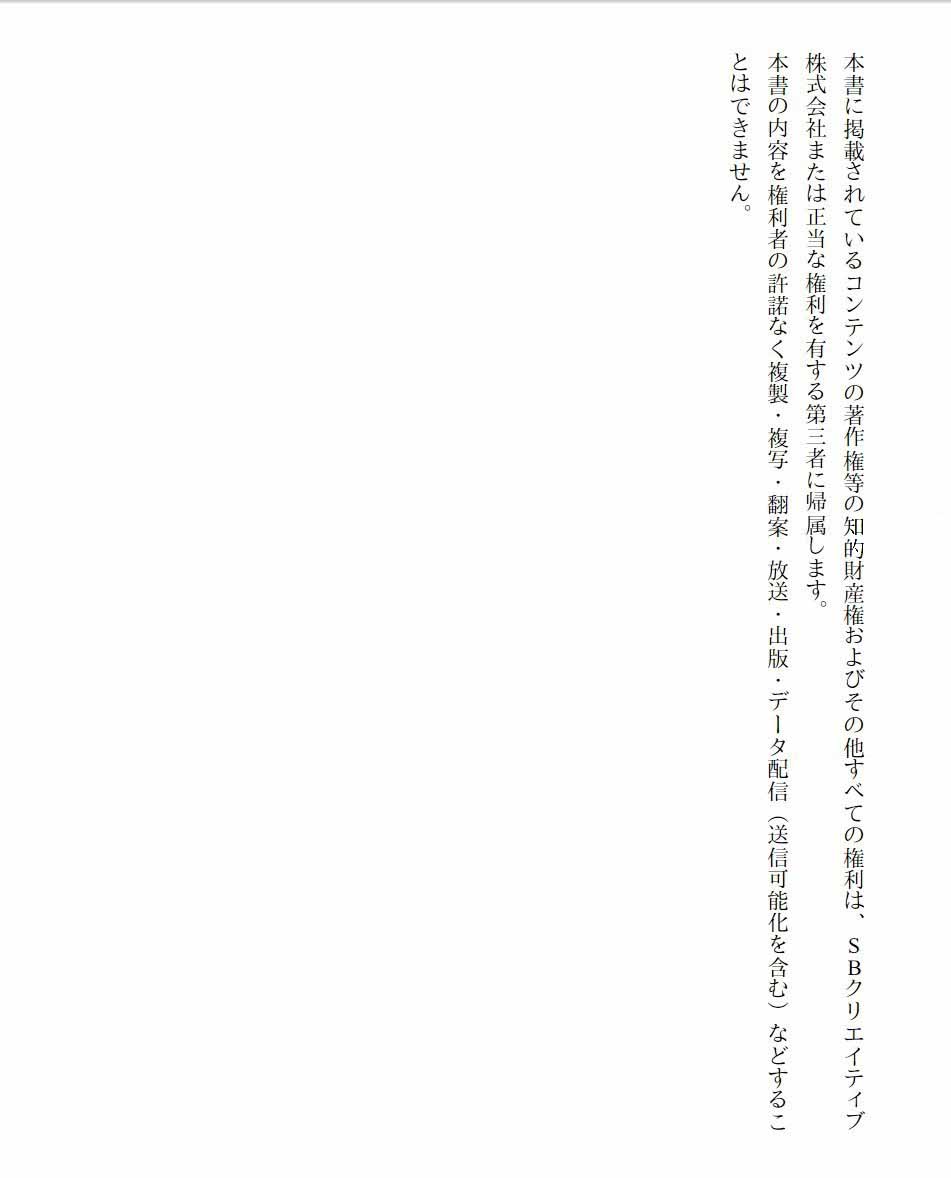 本書に掲載されているコンテンツの著作権等の知的財産権およびその他すべての権利は、ＳＢクリエイティブ
株式会社または正当な権利を有する第三者に帰属します。
本書の内容を権利者の許諾なく複製・複写・翻案・放送・出版・データ配信（送信可能化を含む）などするこ
とはできません。